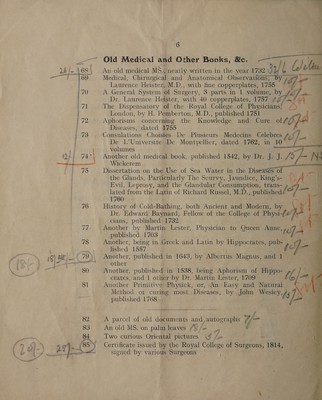 6
Old Medical and Other Books, &c.
68 An old medical MS., neatly written in the year 1792
69 Medical, Chirurgical and Anatomical Observations, by
Laurence Heister, M.D., with fine copperplates, 1755
70 A General System of Surgery, 3 parts in 1 volume, by
Dr. Laurence Heister, with 40 copperplates, 1757
71 The Dispensatory of the Royal College of Physicians,
London, by H. Pemberton, M.D., published 1751
72 Aphorisms concerning the Knowledge and Cure of
Diseases, dated 1755
73 Consultations Choisies De Plusieurs Medecins Celebres
De L'Universite De Montpellier, dated 1762, in 10
volumes
74 Another old medical book, published 1542, by Dr. J. J.
Wickerom
75 Dissertation on the Use of Sea Water in the Diseases of
the Glands, Particularly The Scurvy, Jaundice, King's-
Evil, Leprosy, and the Glandular Consumption, trans-
lated from the Latin of Richard Russel, M.D., published
1760
76 History of Cold-Bathing, both Ancient and Modern, by
Dr. Edward Baynant, Fellow of the College of Physi-
cians, published 1732
77 Another by Martin Lester, Physician to Queen Anne,
published 1703
78 Another, being in Greek and Latin by Hippocrates, pub-
lished 1557
79 Another, published in 1643, by Albertus Magnus, and 1
other
80 Another, published in 1538, being Aphorism of Hippo-
crates, and 1 other by Dr. Martin Lester, 1709
81 Another Primitive Physick, or, An Easy and Natural
Method or curing most Diseases, by John Wesley,
published 1768
82 A parcel of old documents and autographs 7/-
83 An old MS. on palm leaves
84 Two curious Oriental pictures
85 Certificate issued by the Royal College of Surgeons, 1814,
signed by various Surgeons